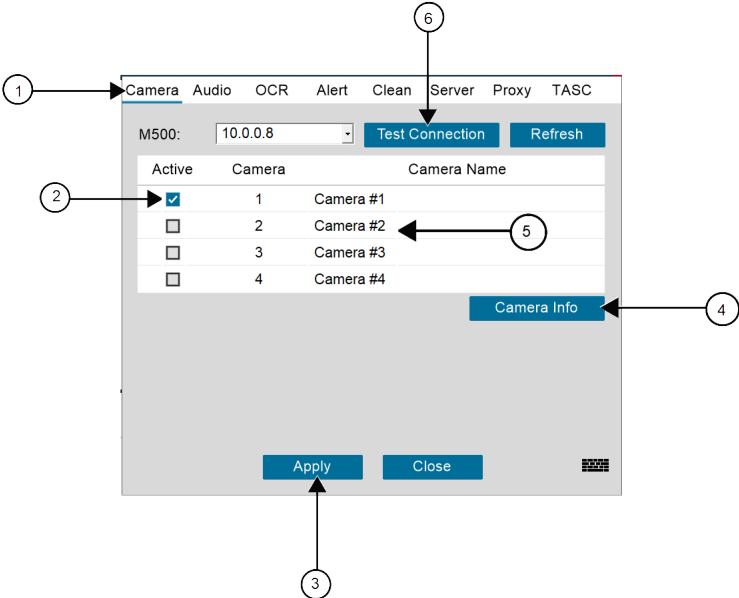 6
1
Camera Audio OCR Alert Clean Server Proxy TASC
M500: 10.0.0.8 Test Connection Refresh
Active Camera Camera Name
2
1 Camera #1
2 Camera #2
5
3 Camera #3
4 Camera #4
Camera Info
4
Apply Close
3